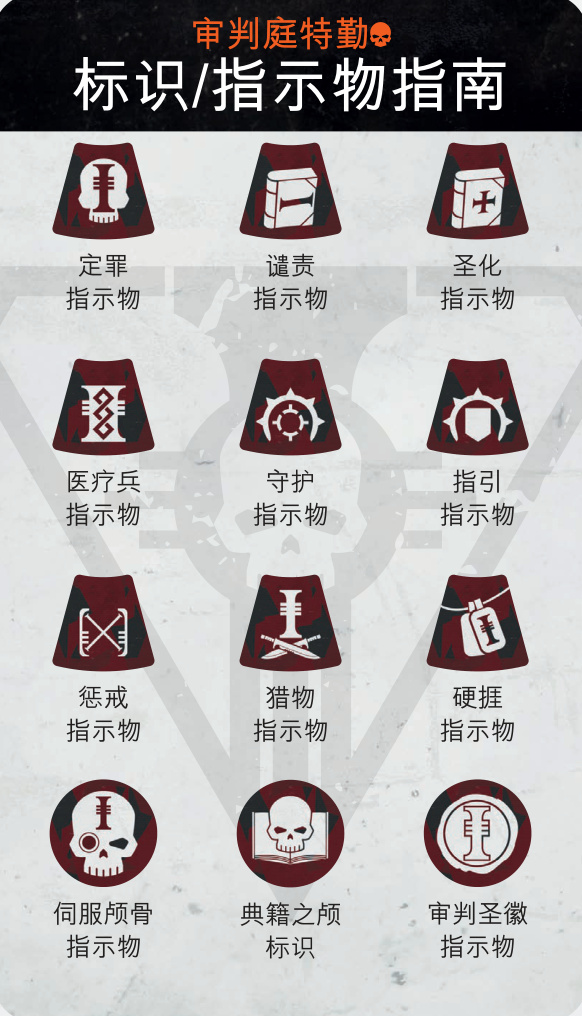 审判庭特勤
标识/指示物指南
定罪
指示物
谴责
指示物
圣化
指示物
医疗兵
指示物
守护
指示物
指引
指示物
惩戒
指示物
猎物
指示物
硬捱
指示物
伺服颅骨
指示物
典籍之颅
标识
审判圣徽
指示物